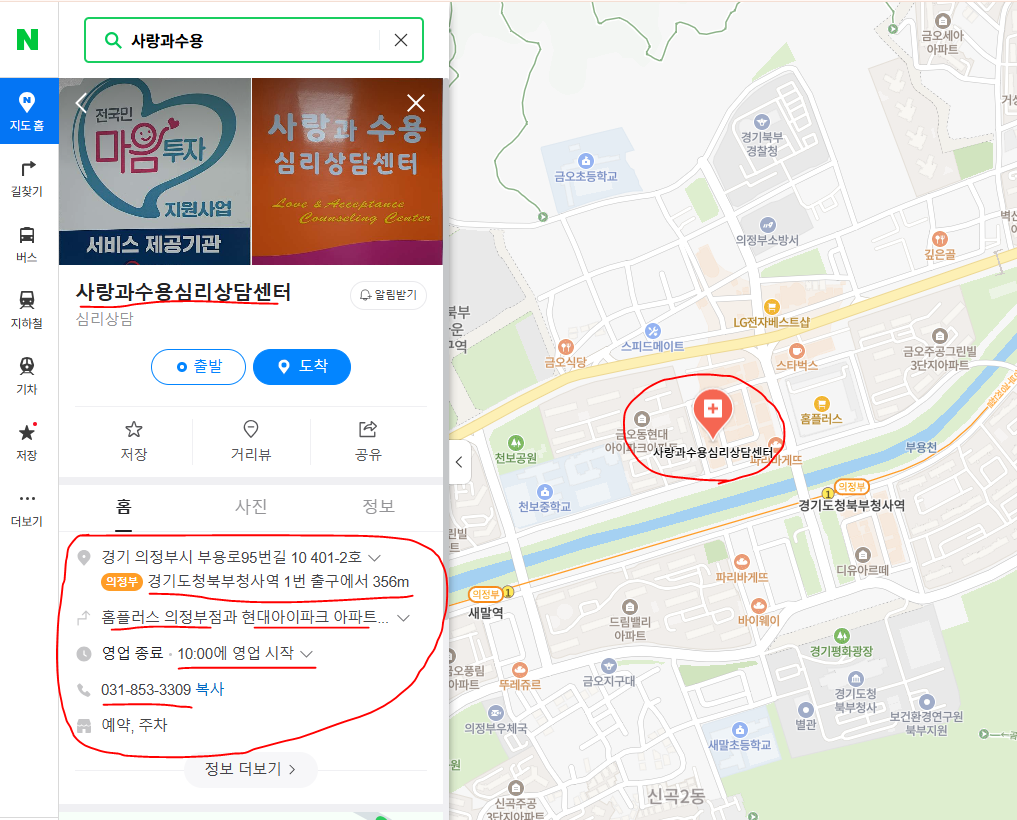 N
사랑과수용
지도 홈
길찾기
버스
지하철
기차
저장
더보기
전국민
마음투자
지원사업
서비스 제공기관
사랑과 수용
심리상담센터
Love & Acceptance
Counseling Center
사랑과수용심리상담센터
알림받기
심리상담
출발
도착
저장
거리뷰
공유
홈
사진
정보
경기 의정부시 부용로95번길 10 401-2호
의정부 경기도청북부청사역 1번 출구에서 356m
홈플러스 의정부점과 현대아이파크 아파트...
영업 종료 · 10:00에 영업 시작
031-853-3309 복사
예약, 주차
정보 더보기
금오세아
아파트
경기북부
경찰청
금오초등학교
의정부소방서
깊은골
LG전자베스트샵
스피드메이트
금오식당
스타벅스
금오주공그린빌
3단지아파트
홈플러스
금오동현대
아이파크아파트
사랑과수용심리상담센터
파리바게뜨
천보공원
부용천
천보중학교
의정부
1
경기도청북부청사역
파리바게뜨
디유아르떼
의정부 1
새말역
드림밸리
아파트
바이웨이
경기평화광장
금오풍림
아파트
뚜레쥬르
금오지구대
경기도청
북부청사
별관
보건환경연구원
북부지원
의정부우체국
새말초등학교
신곡주공
3단지아파트
신곡2동